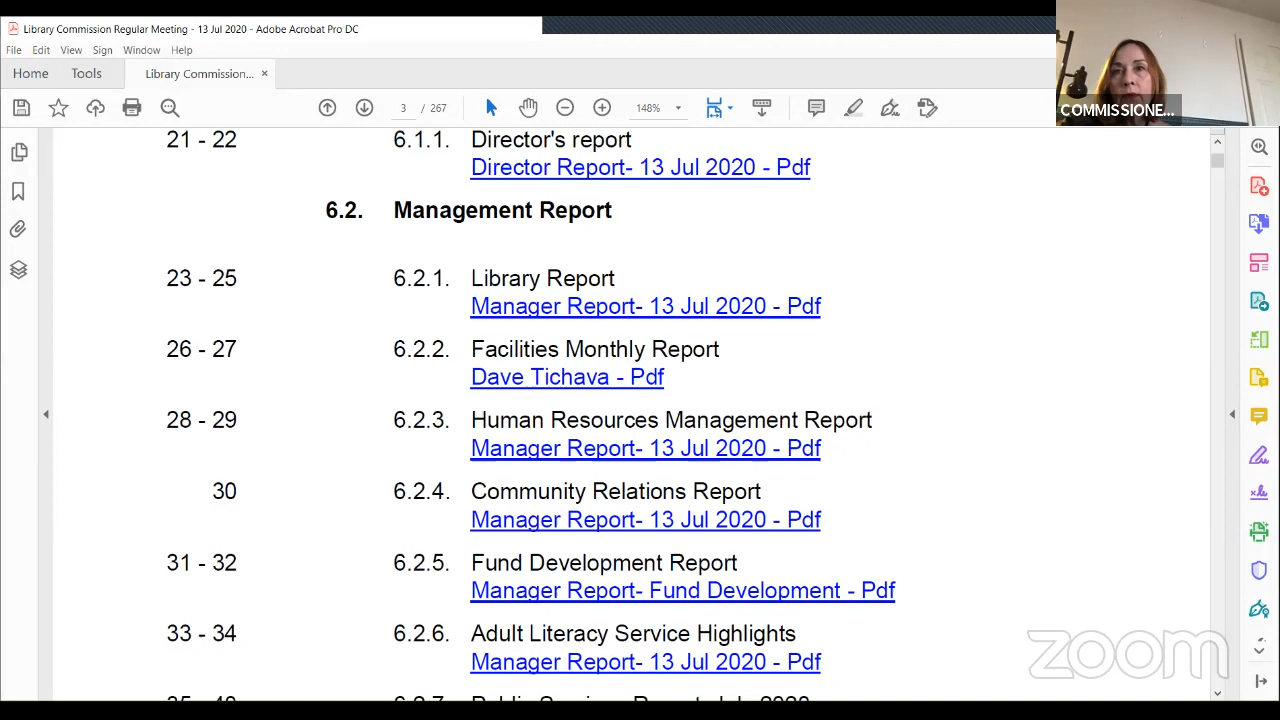 Library Commission Regular Meeting - 13 Jul 2020 - Adobe Acrobat Pro DC
File Edit View Sign Window Help
Home Tools Library Commission... ×
3 / 267 148%
COMMISSIONE...
21 - 22 6.1.1. Director's report
Director Report- 13 Jul 2020 - Pdf
6.2. Management Report
23 - 25 6.2.1. Library Report
Manager Report- 13 Jul 2020 - Pdf
26 - 27 6.2.2. Facilities Monthly Report
Dave Tichava - Pdf
28 - 29 6.2.3. Human Resources Management Report
Manager Report- 13 Jul 2020 - Pdf
30 6.2.4. Community Relations Report
Manager Report- 13 Jul 2020 - Pdf
31 - 32 6.2.5. Fund Development Report
Manager Report- Fund Development - Pdf
33 - 34 6.2.6. Adult Literacy Service Highlights
Manager Report- 13 Jul 2020 - Pdf
zoom